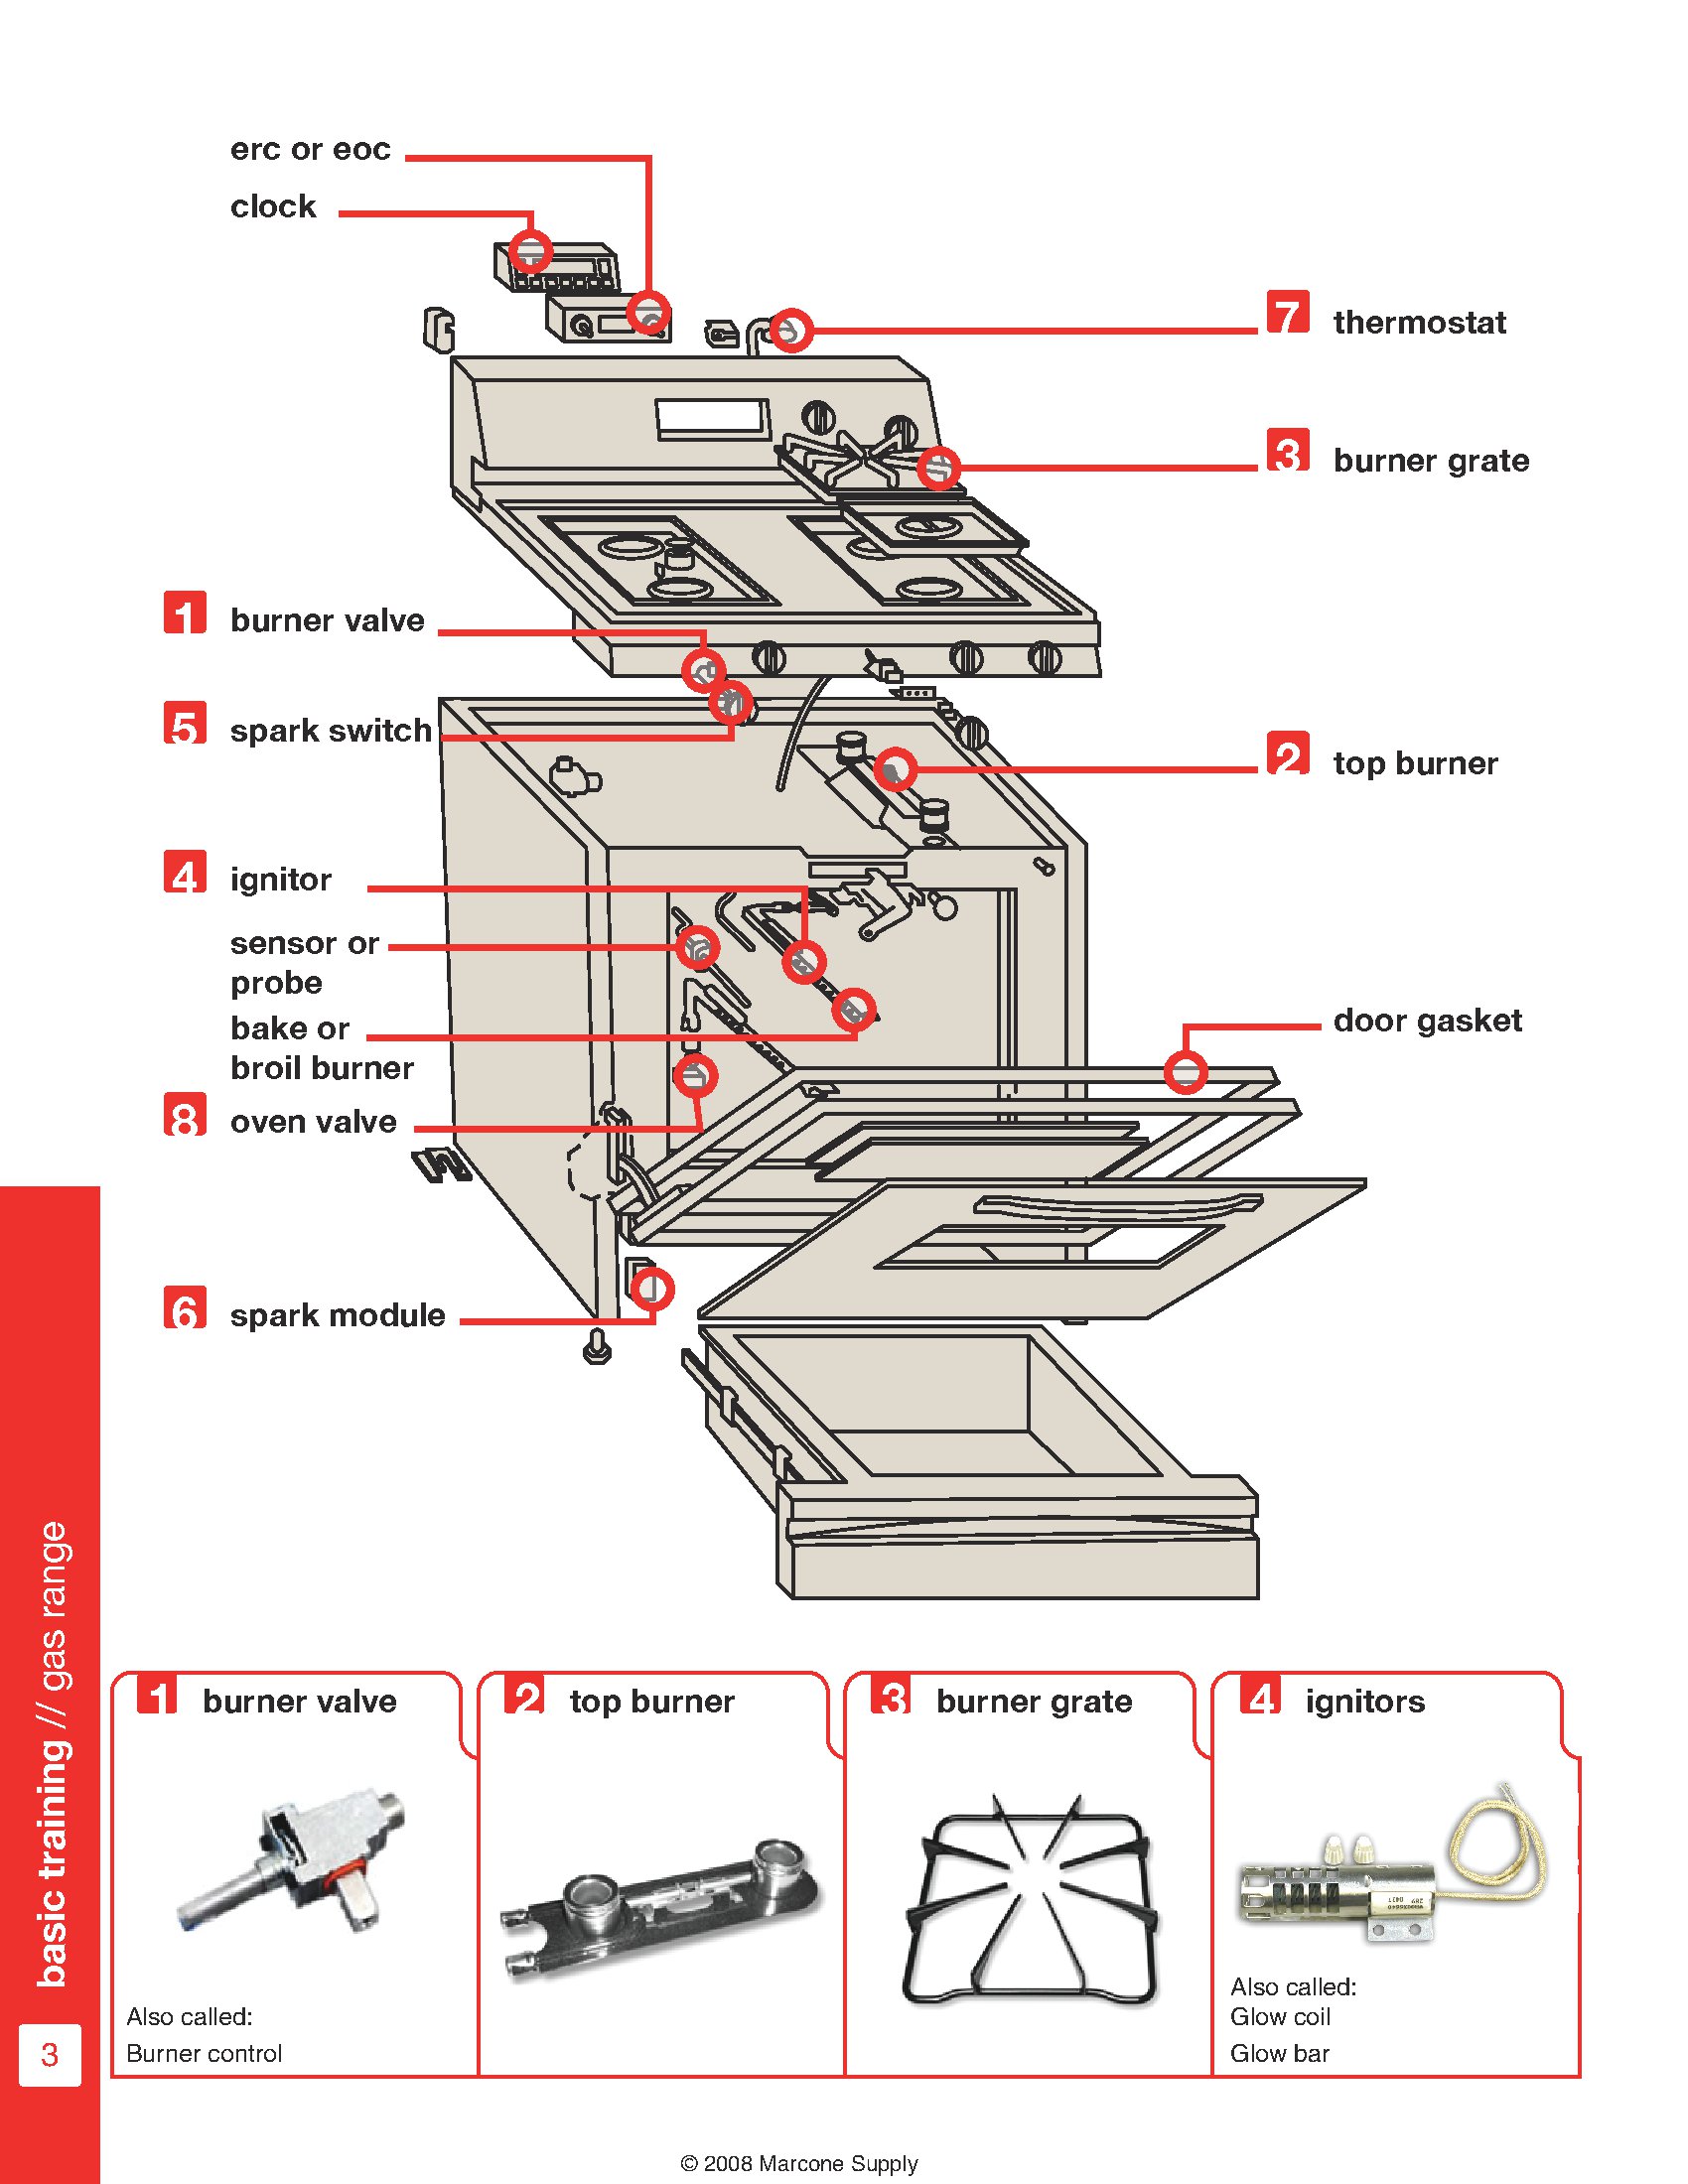 erc or eoc
clock
7 thermostat
3 burner grate
1 burner valve
5 spark switch
2 top burner
4 ignitor
sensor or
probe
bake or
broil burner
door gasket
8 oven valve
6 spark module
basic training // gas range
3
1 burner valve
Also called:
Burner control
2 top burner
3 burner grate
4 ignitors
Also called:
Glow coil
Glow bar
© 2008 Marcone Supply